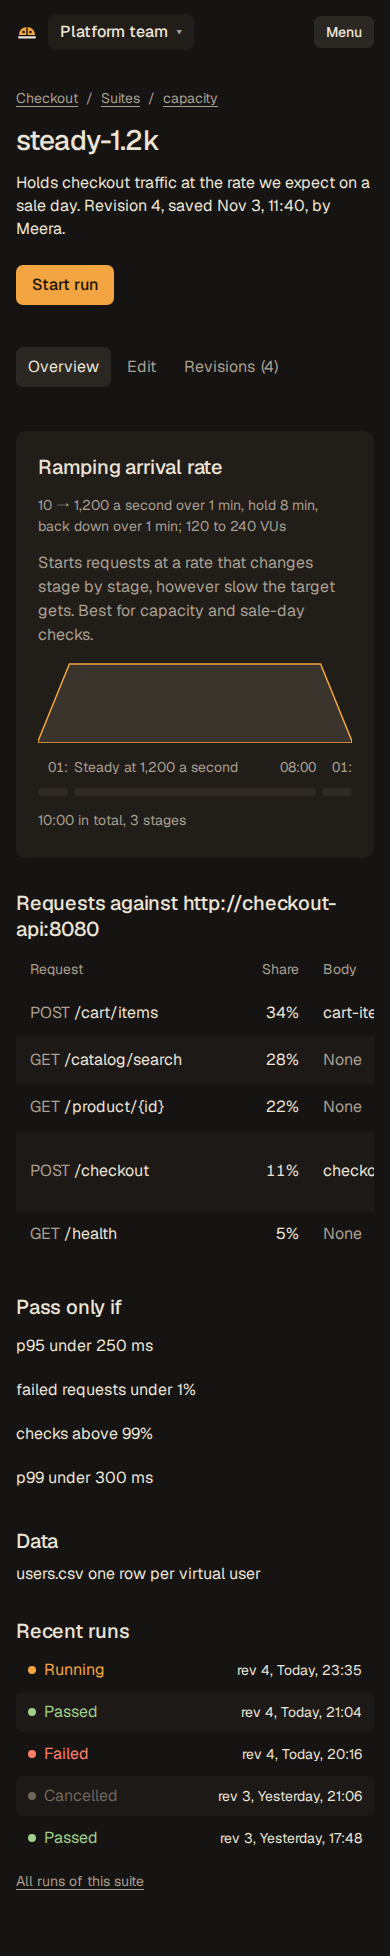 Platform team
Menu
Checkout / Suites / capacity
steady-1.2k
Holds checkout traffic at the rate we expect on a
sale day. Revision 4, saved Nov 3, 11:40, by
Meera.
Start run
Overview Edit Revisions (4)
Ramping arrival rate
10 → 1,200 a second over 1 min, hold 8 min,
back down over 1 min; 120 to 240 VUs
Starts requests at a rate that changes
stage by stage, however slow the target
gets. Best for capacity and sale-day
checks.
01: Steady at 1,200 a second 08:00 01:
10:00 in total, 3 stages
Requests against http://checkout-
api:8080
Request Share Body
POST /cart/items 34% cart-ite
GET /catalog/search 28% None
GET /product/{id} 22% None
POST /checkout 11% checko
GET /health 5% None
Pass only if
p95 under 250 ms
failed requests under 1%
checks above 99%
p99 under 300 ms
Data
users.csv one row per virtual user
Recent runs
Running rev 4, Today, 23:35
Passed rev 4, Today, 21:04
Failed rev 4, Today, 20:16
Cancelled rev 3, Yesterday, 21:06
Passed rev 3, Yesterday, 17:48
All runs of this suite